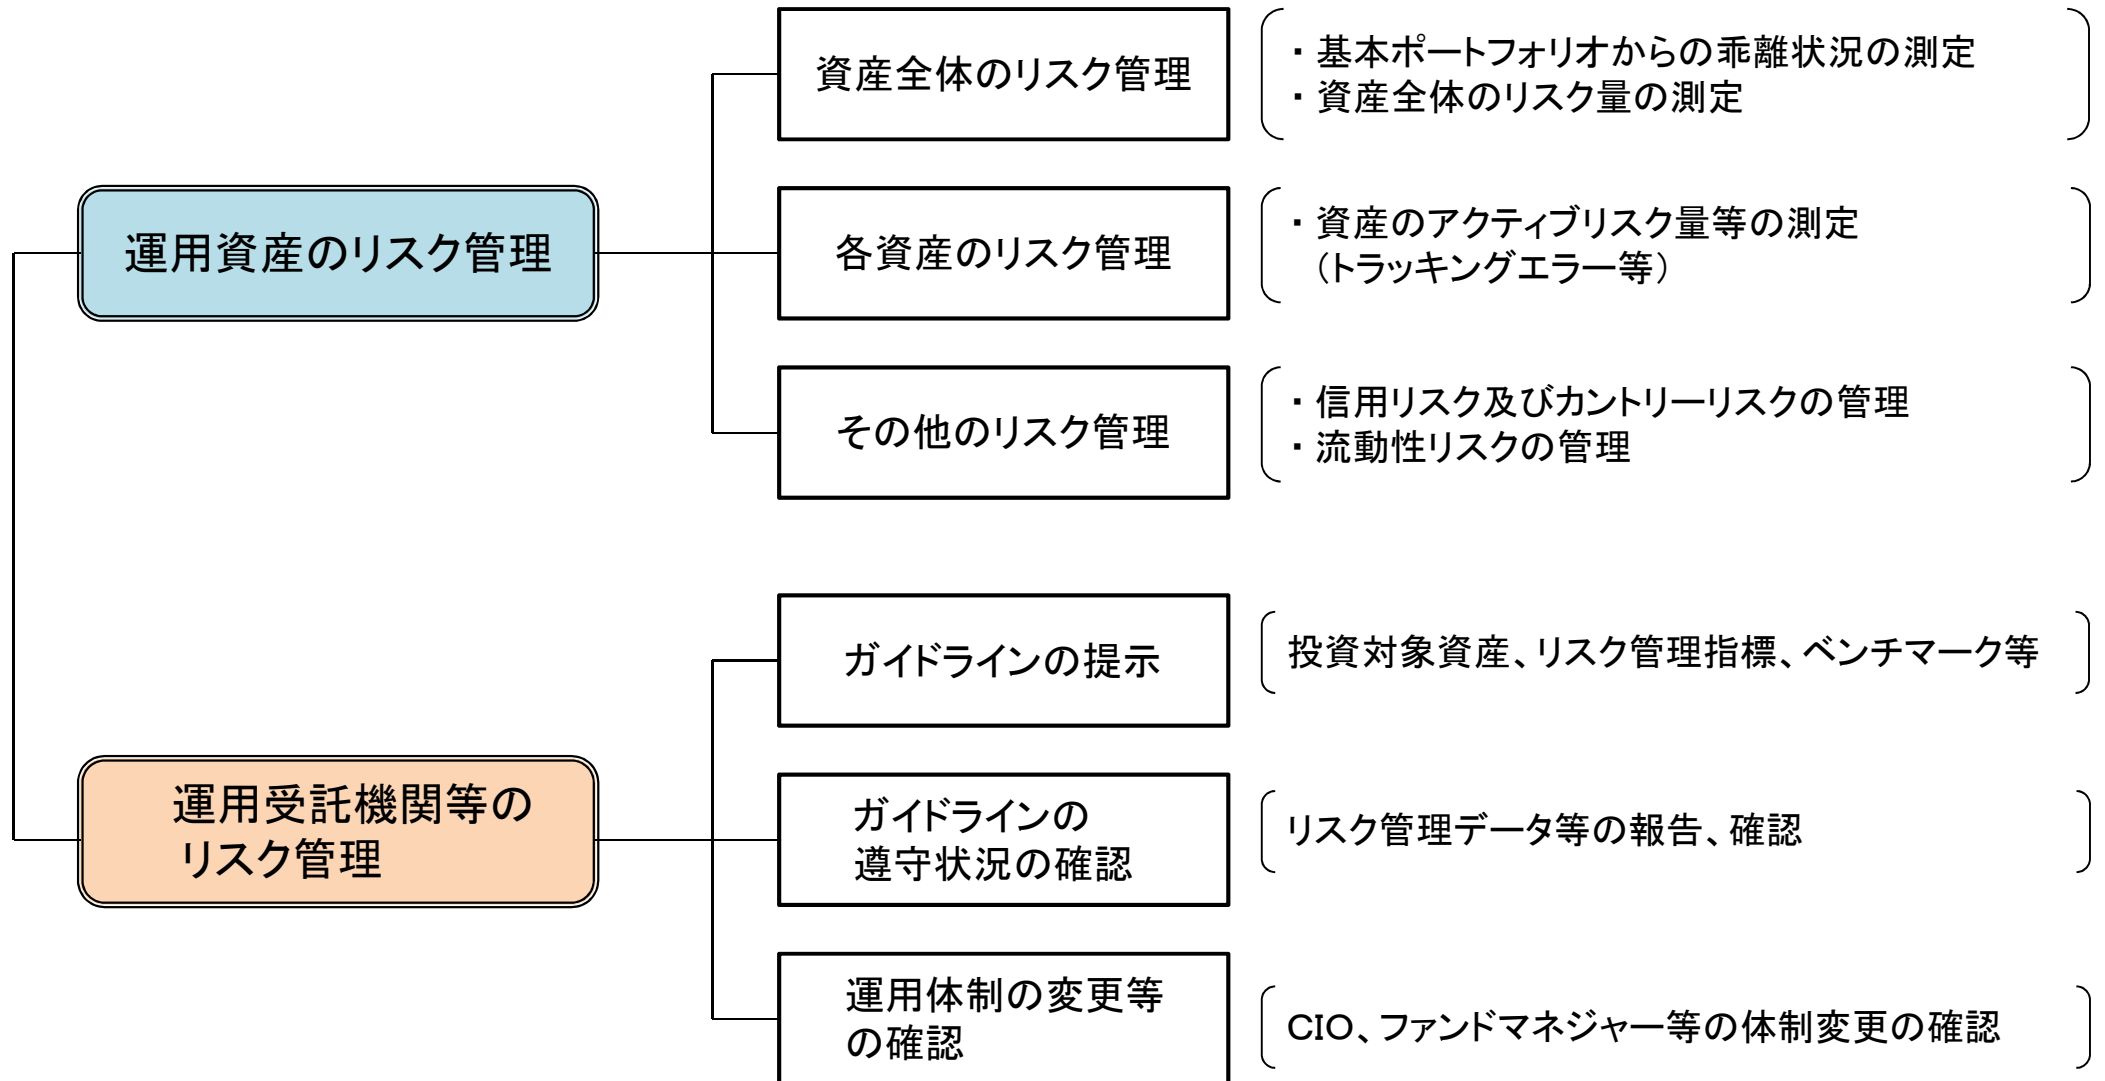 資産全体のリスク管理
・基本ポートフォリオからの乖離状況の測定
・資産全体のリスク量の測定
運用資産のリスク管理
各資産のリスク管理
・資産のアクティブリスク量等の測定
（トラッキングエラー等）
その他のリスク管理
・信用リスク及びカントリーリスクの管理
・流動性リスクの管理
ガイドラインの提示
投資対象資産、リスク管理指標、ベンチマーク等
運用受託機関等の
リスク管理
ガイドラインの
遵守状況の確認
リスク管理データ等の報告、確認
運用体制の変更等
の確認
CIO、ファンドマネジャー等の体制変更の確認